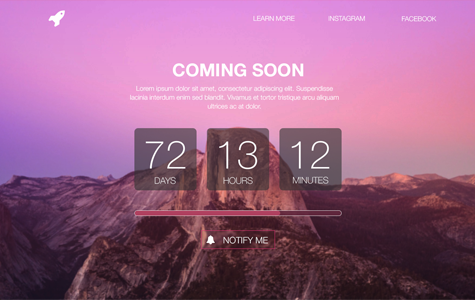 LEARN MORE INSTAGRAM FACEBOOK
COMING SOON
Lorem ipsum dolor sit amet, consectetur adipiscing elit. Suspendisse
lacinia interdum enim sed blandit. Vivamus et tortor tristique arcu aliquam
ultrices ac at dolor.
72 13 12
DAYS HOURS MINUTES
NOTIFY ME